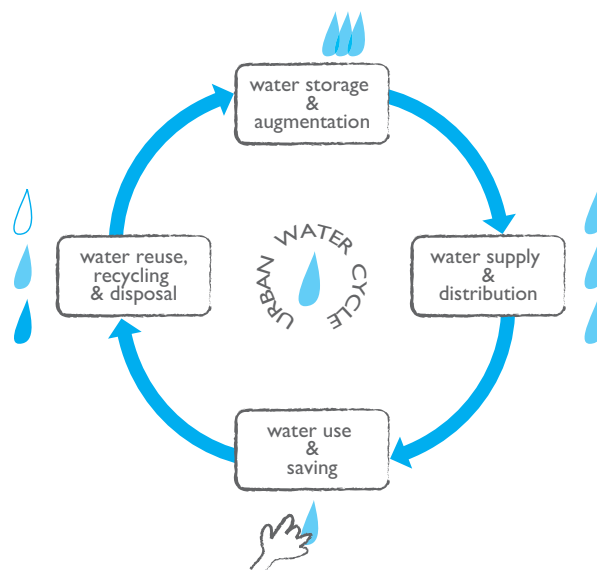 water storage
&
augmentation
water reuse,
recycling
& disposal
URBAN WATER CYCLE
water supply
&
distribution
water use
&
saving